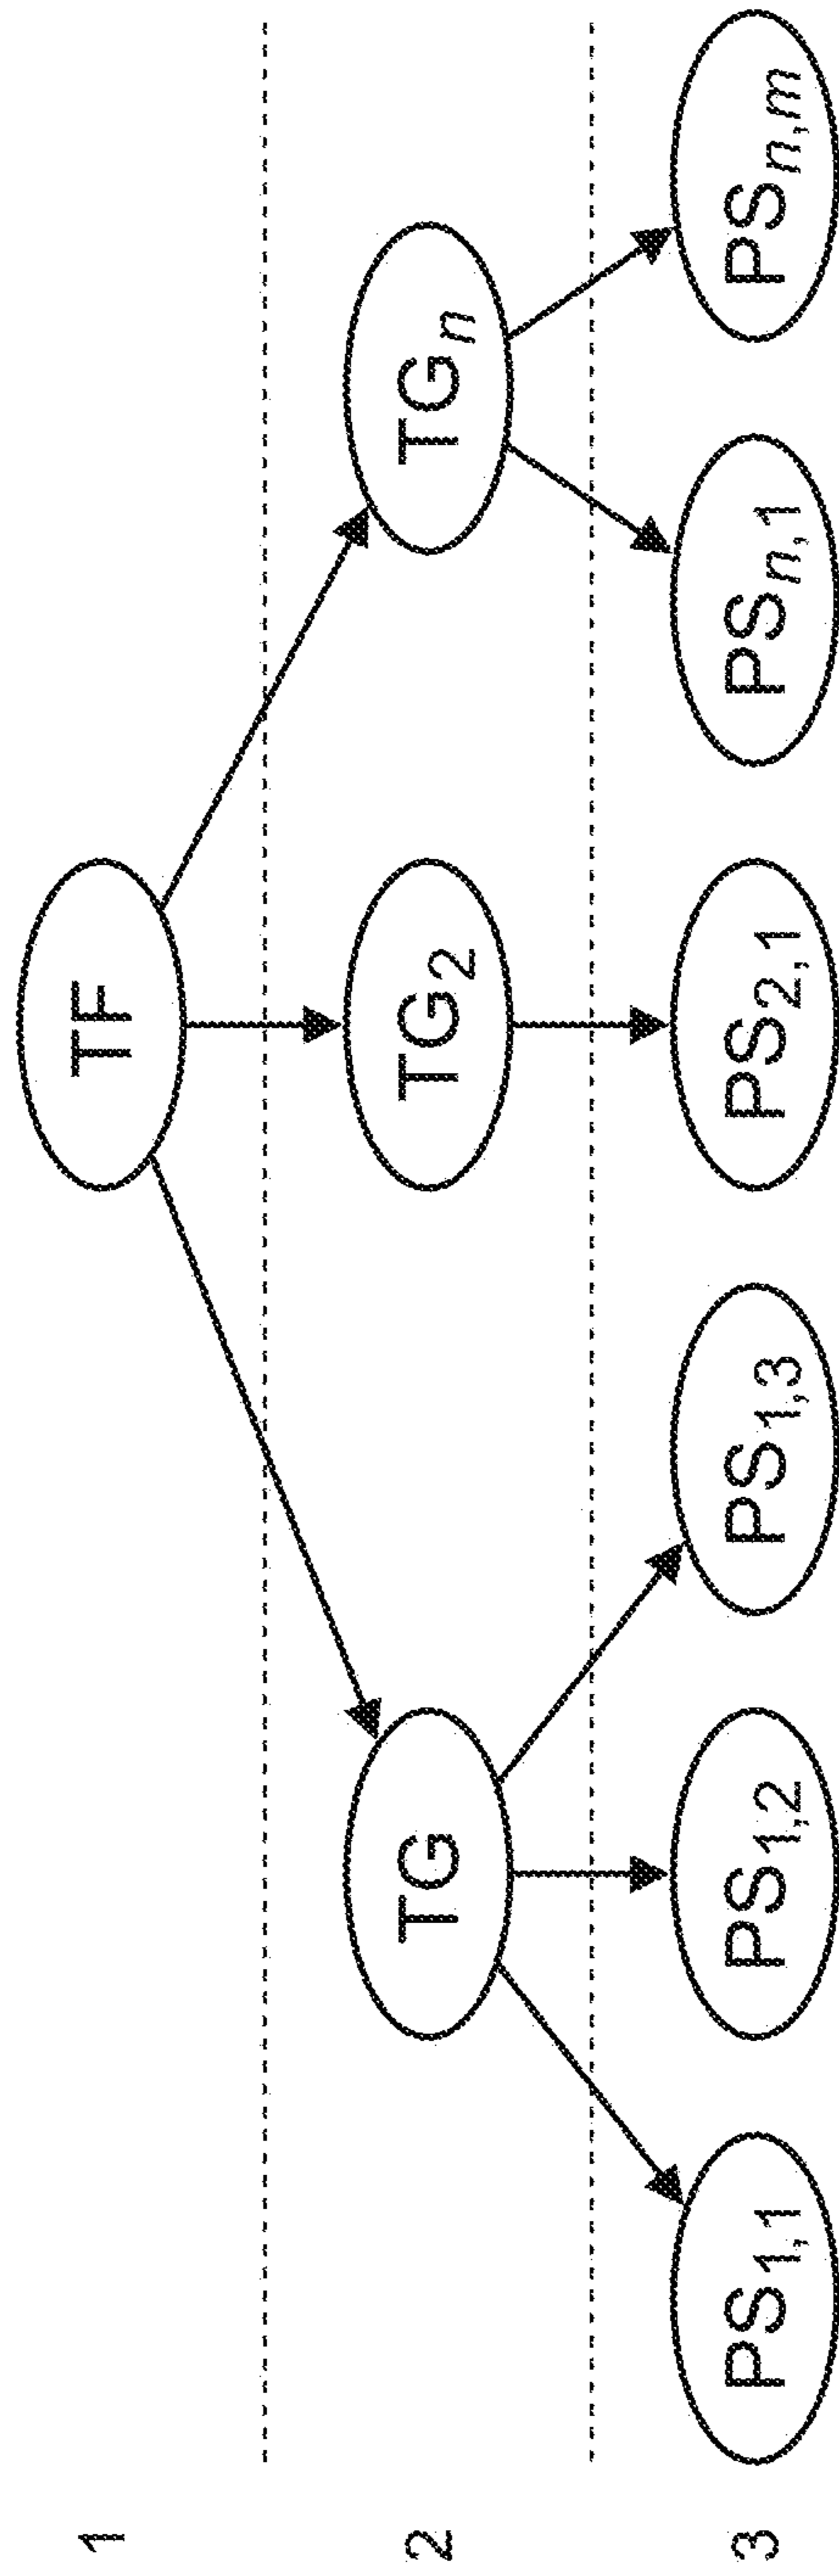 1 TF
2 TG TG₂ TGₙ
3 PS₁,₁ PS₁,₂ PS₁,₃ PS₂,₁ PSₙ,₁ PSₙ,ₘ